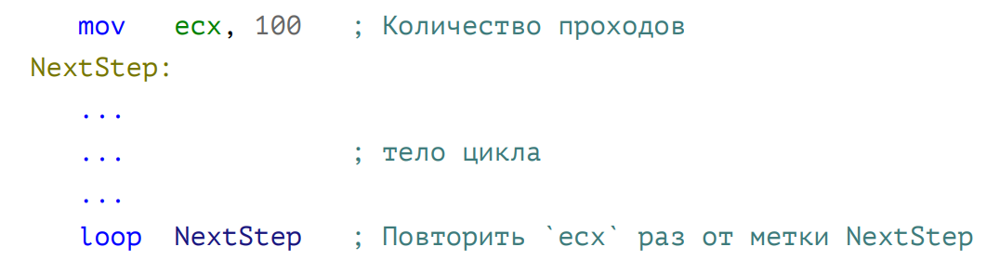 mov ecx, 100 ; Количество проходов
NextStep:
...
... ; тело цикла
...
loop NextStep ; Повторить `ecx` раз от метки NextStep